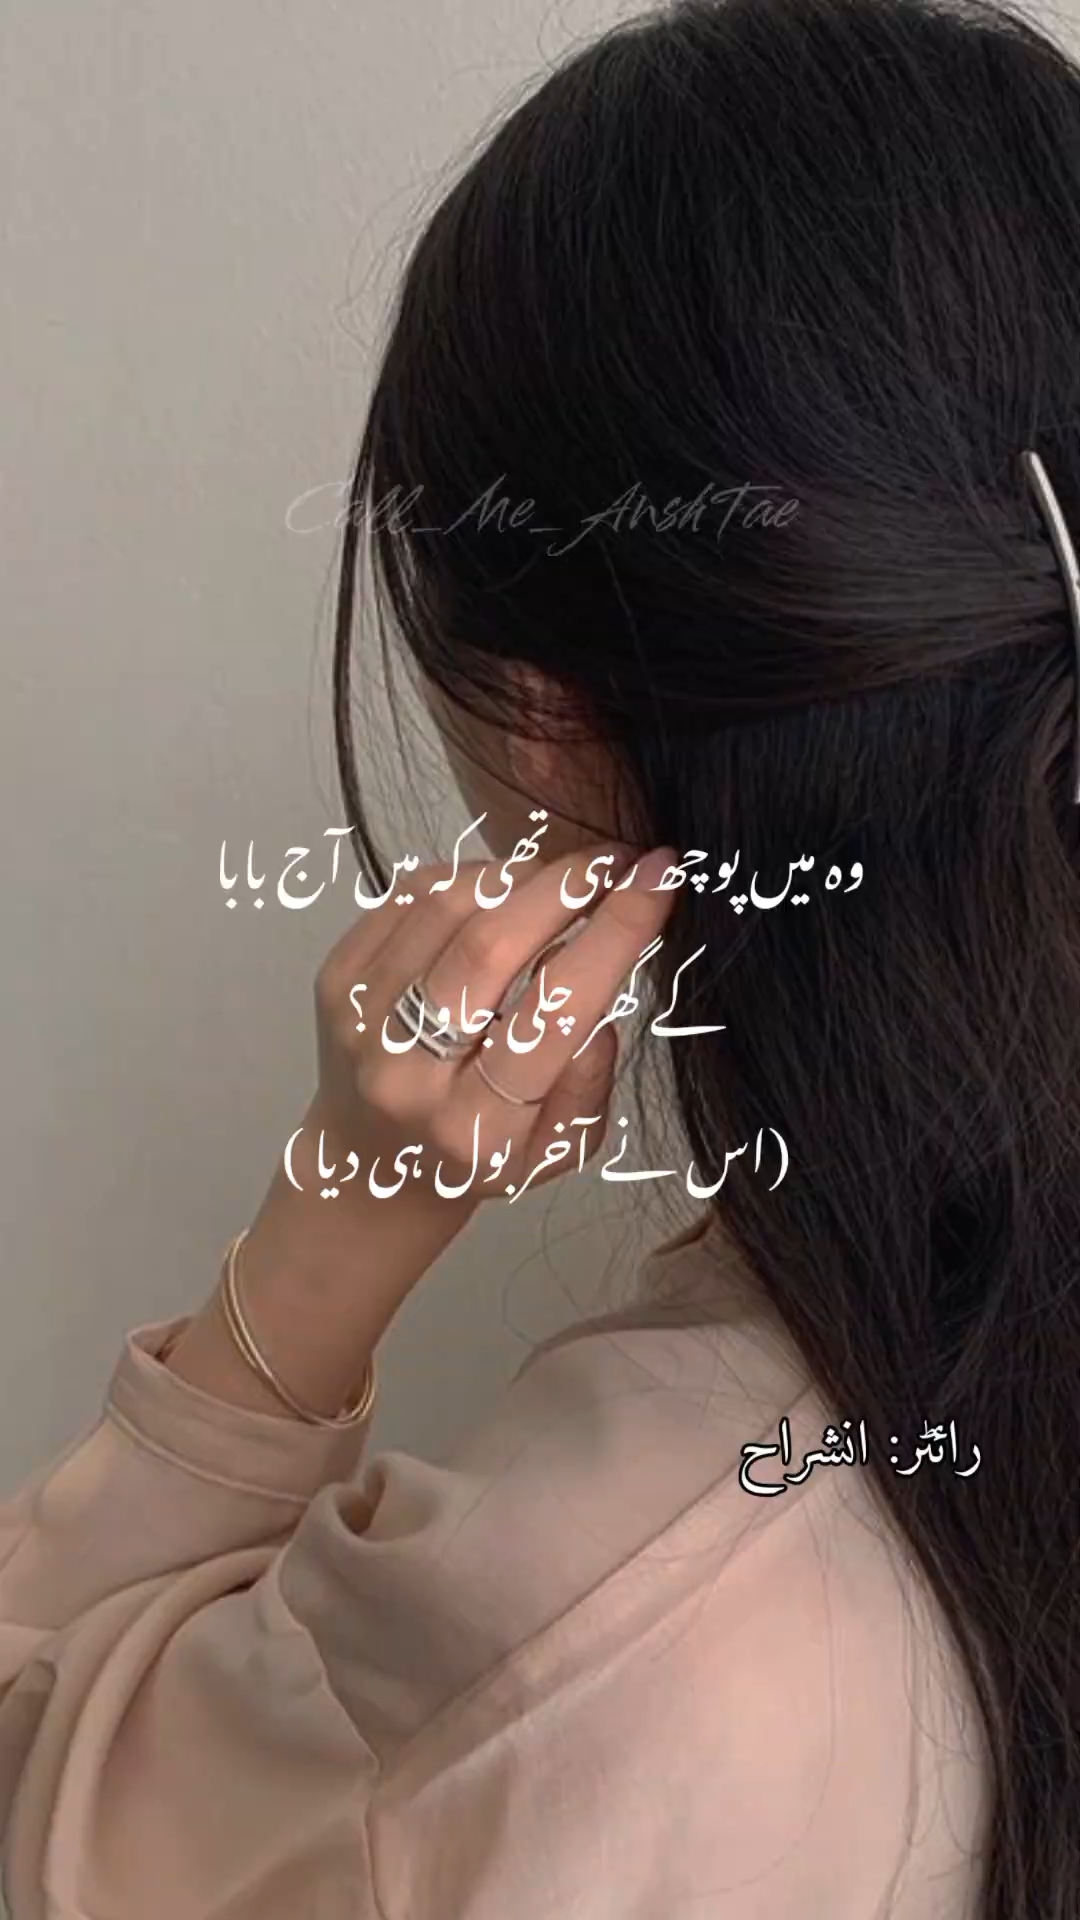 Call_Me_AnshTae
وہ میں پوچھ رہی تھی کہ میں آج بابا
کے گھر چلی جاوں ؟
(اس نے آخر بول ہی دیا )
رائٹر: انشراح